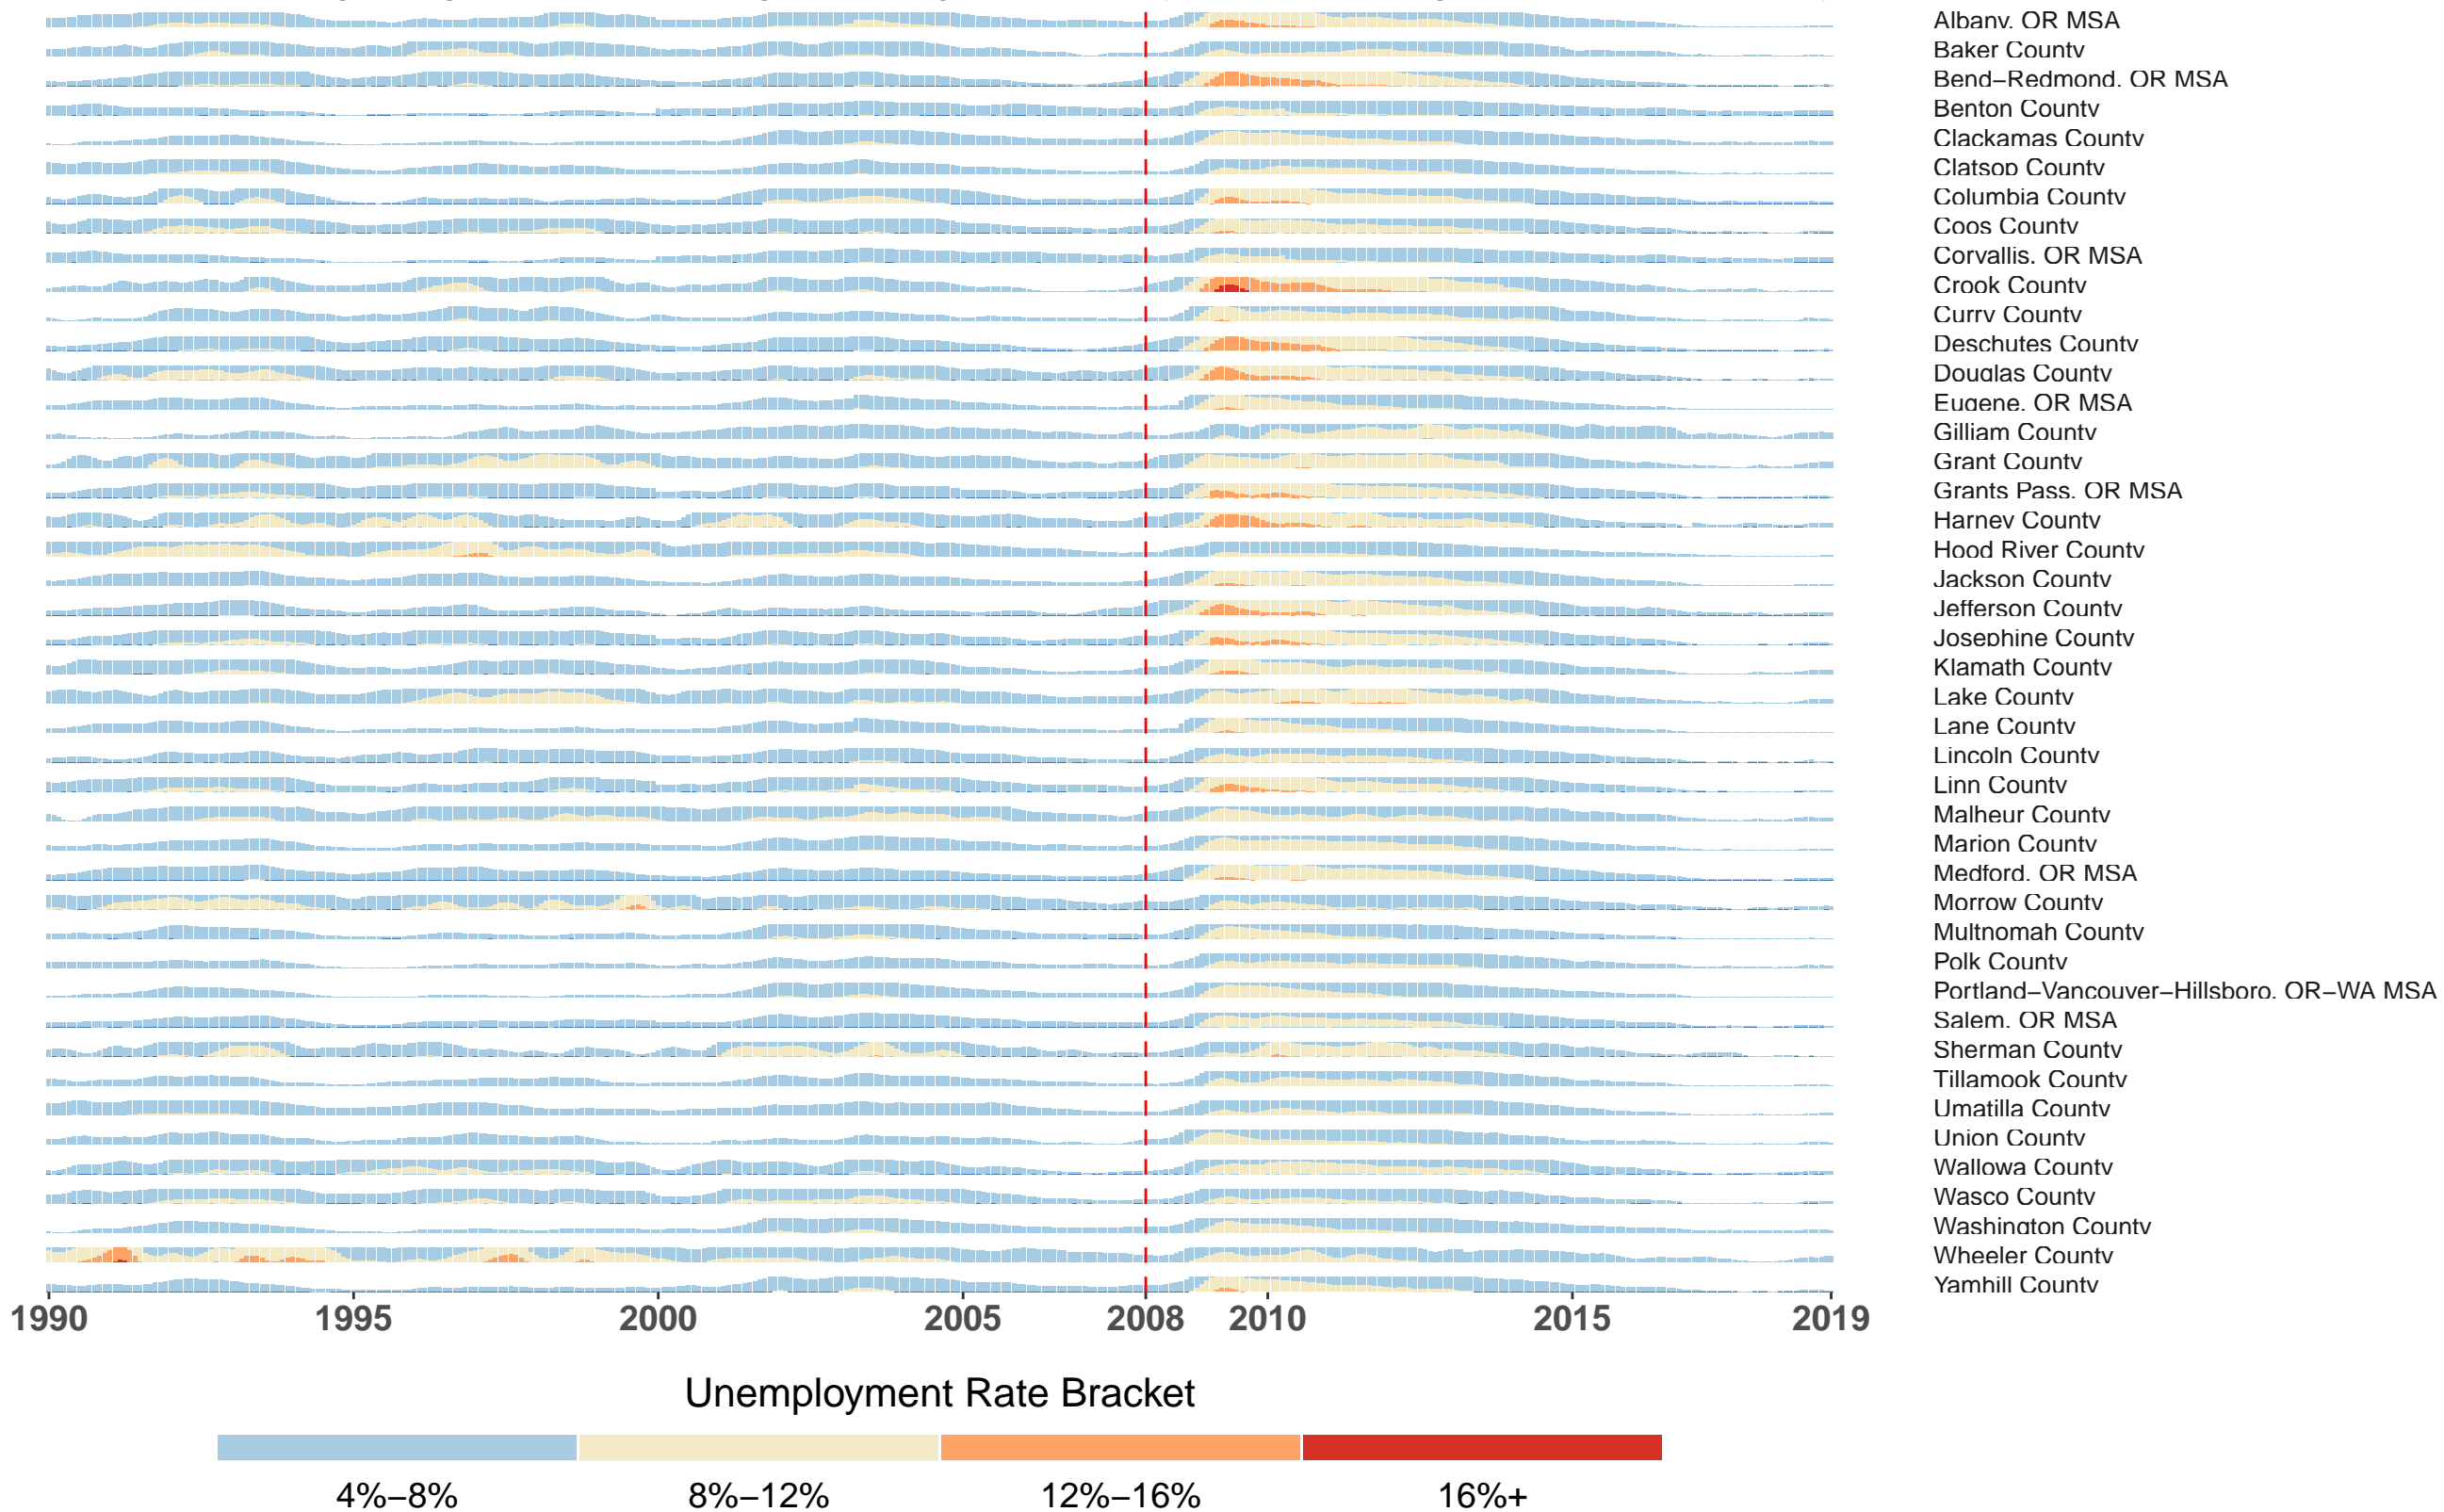 Albany, OR MSA
Baker County
Bend–Redmond, OR MSA
Benton County
Clackamas County
Clatsop County
Columbia County
Coos County
Corvallis, OR MSA
Crook County
Curry County
Deschutes County
Douglas County
Eugene, OR MSA
Gilliam County
Grant County
Grants Pass, OR MSA
Harney County
Hood River County
Jackson County
Jefferson County
Josephine County
Klamath County
Lake County
Lane County
Lincoln County
Linn County
Malheur County
Marion County
Medford, OR MSA
Morrow County
Multnomah County
Polk County
Portland–Vancouver–Hillsboro, OR–WA MSA
Salem, OR MSA
Sherman County
Tillamook County
Umatilla County
Union County
Wallowa County
Wasco County
Washington County
Wheeler County
Yamhill County
1990 1995 2000 2005 2008 2010 2015 2019
Unemployment Rate Bracket
4%–8% 8%–12% 12%–16% 16%+